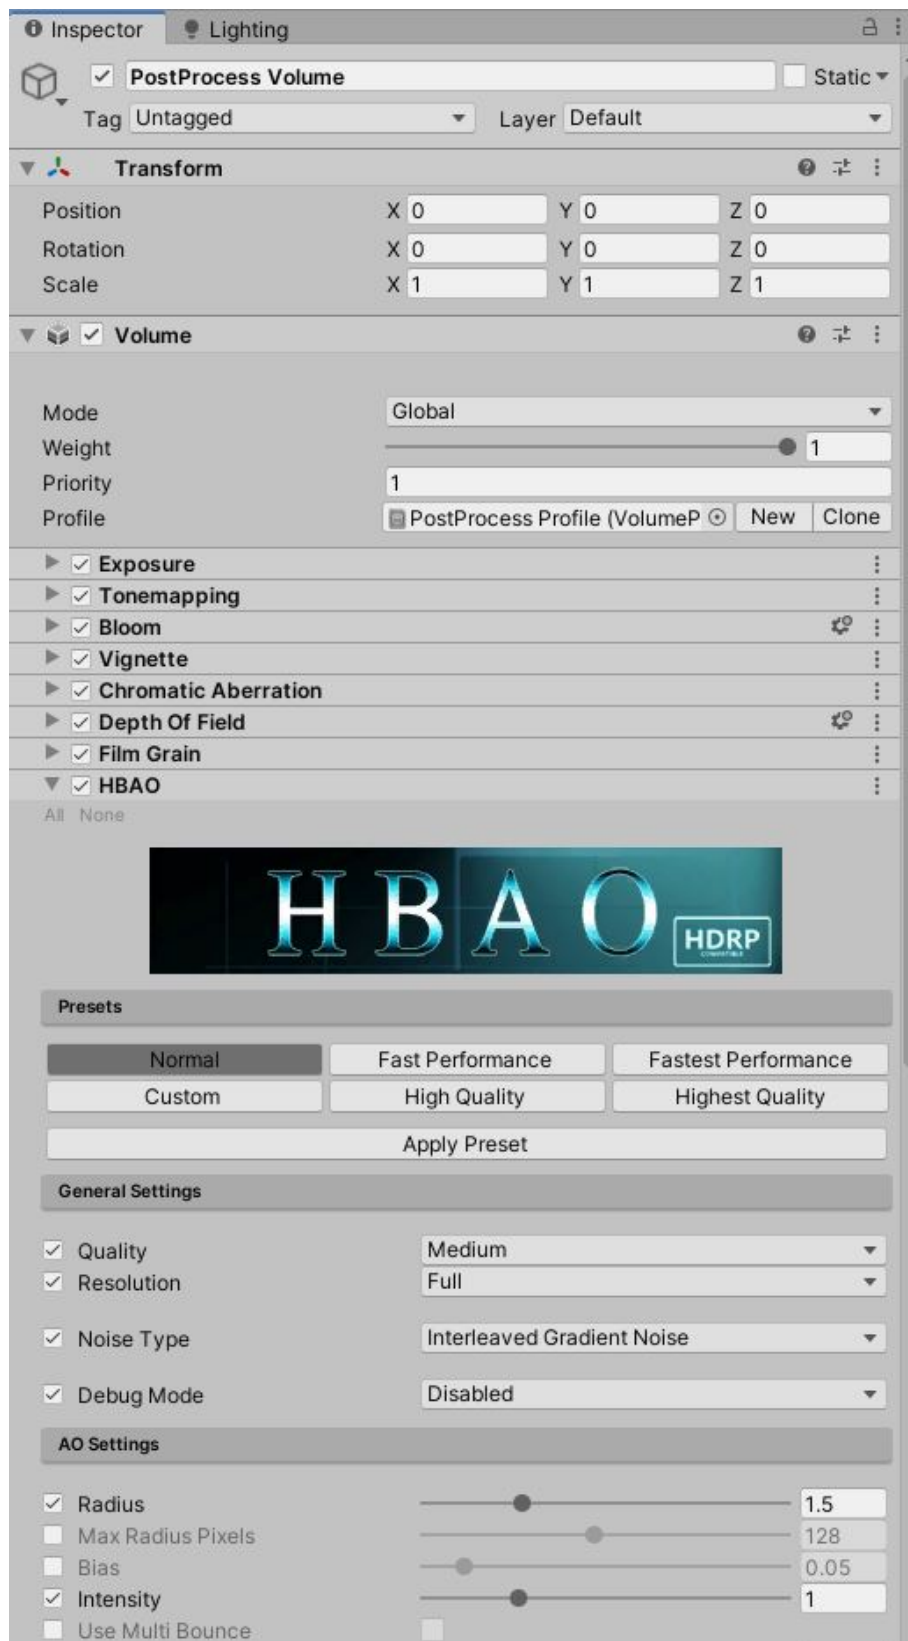 Inspector Lighting
PostProcess Volume Static
Tag Untagged Layer Default
Transform
Position X 0 Y 0 Z 0
Rotation X 0 Y 0 Z 0
Scale X 1 Y 1 Z 1
Volume
Mode Global
Weight 1
Priority 1
Profile PostProcess Profile (VolumeP New Clone
Exposure
Tonemapping
Bloom
Vignette
Chromatic Aberration
Depth Of Field
Film Grain
HBAO
All None
HBAO HDRP
COMPATIBLE
Presets
Normal Fast Performance Fastest Performance
Custom High Quality Highest Quality
Apply Preset
General Settings
Quality Medium
Resolution Full
Noise Type Interleaved Gradient Noise
Debug Mode Disabled
AO Settings
Radius 1.5
Max Radius Pixels 128
Bias 0.05
Intensity 1
Use Multi Bounce